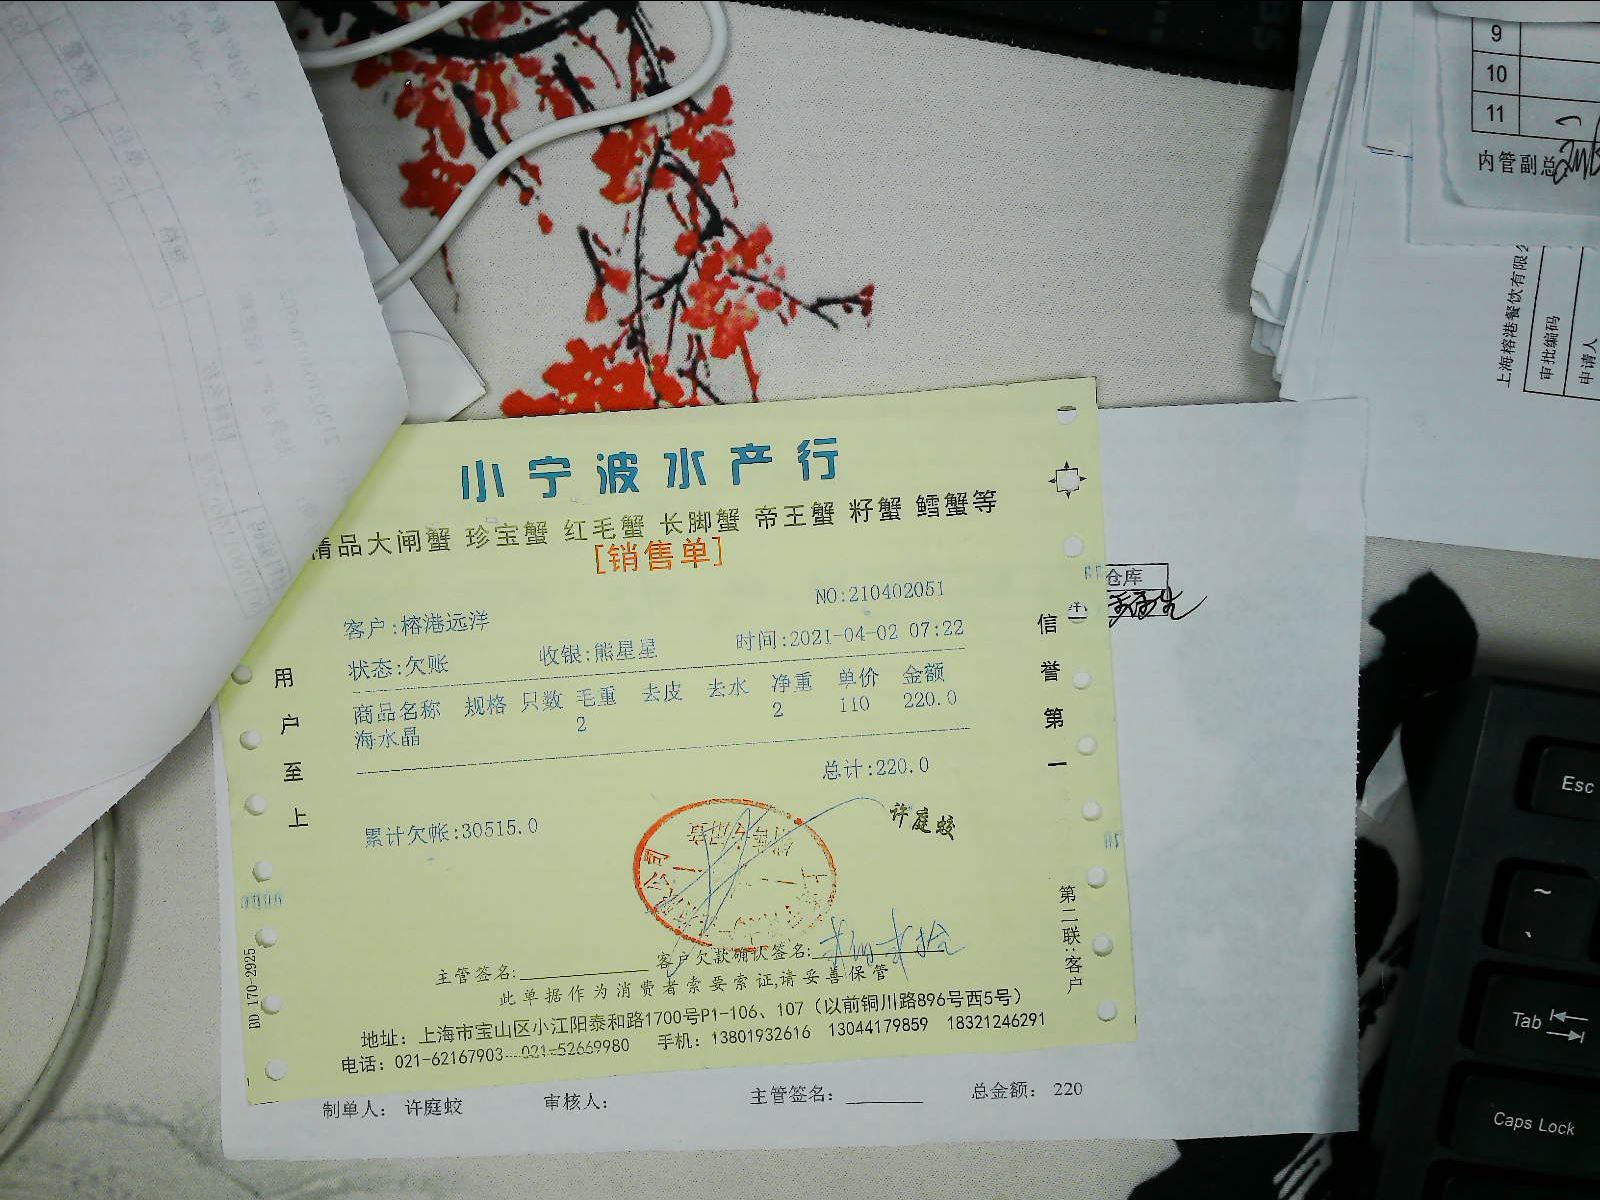 9
10
11
内管副总
上海榕港餐饮有限
审批编码
申请人
小宁波水产行
精品大闸蟹 珍宝蟹 红毛蟹 长脚蟹 帝王蟹 籽蟹 鳕蟹等
[销售单]
NO:210402051
客户:榕港远洋
状态:欠账 收银:熊星星 时间:2021-04-02 07:22
商品名称 规格 只数 毛重 去皮 去水 净重 单价 金额
海水晶 2 2 110 220.0
总计:220.0
累计欠帐:30515.0
许庭蛟
主管签名: 客户欠款确认签名:
此单据作为消费者索要索证,请妥善保管
地址：上海市宝山区小江阳泰和路1700号P1-106、107（以前铜川路896号西5号）
电话：021-62167903 021-52669980 手机：13801932616 13044179859 18321246291
用户至上
信誉第一
第二联:客户
BD 170-2925
仓库
制单人： 许庭蛟 审核人： 主管签名： 总金额： 220
Esc
~
Tab
Caps Lock